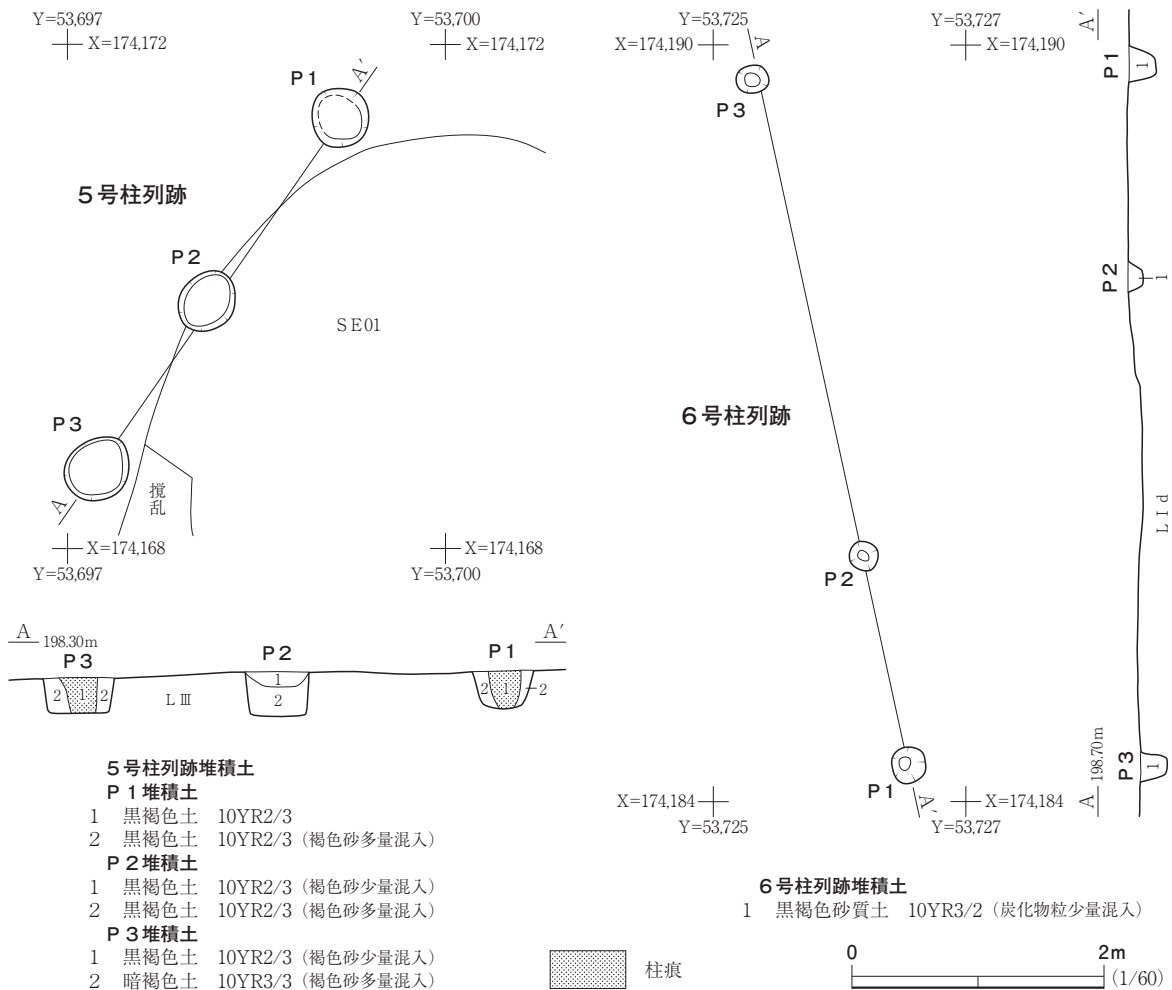 Y=53,697
X=174,172
Y=53,700
X=174,172
P1
A′
5号柱列跡
P2
SE01
P3
A
撹乱
X=174,168
Y=53,697
X=174,168
Y=53,700
A 198.30m
A′
P3
P2
P1
2 1 2
LⅢ
1
2
2 1 2
5号柱列跡堆積土
P1堆積土
1 黒褐色土 10YR2/3
2 黒褐色土 10YR2/3（褐色砂多量混入）
P2堆積土
1 黒褐色土 10YR2/3（褐色砂少量混入）
2 黒褐色土 10YR2/3（褐色砂多量混入）
P3堆積土
1 黒褐色土 10YR2/3（褐色砂少量混入）
2 暗褐色土 10YR3/3（褐色砂多量混入）
柱痕
Y=53,725
X=174,190
Y=53,727
X=174,190
A
P3
6号柱列跡
P2
P1
A′
X=174,184
Y=53,725
X=174,184
Y=53,727
A′
P1
1
P2
1
LⅠd
P3
1
A 198.70m
6号柱列跡堆積土
1 黒褐色砂質土 10YR3/2（炭化物粒少量混入）
0 2m
(1/60)